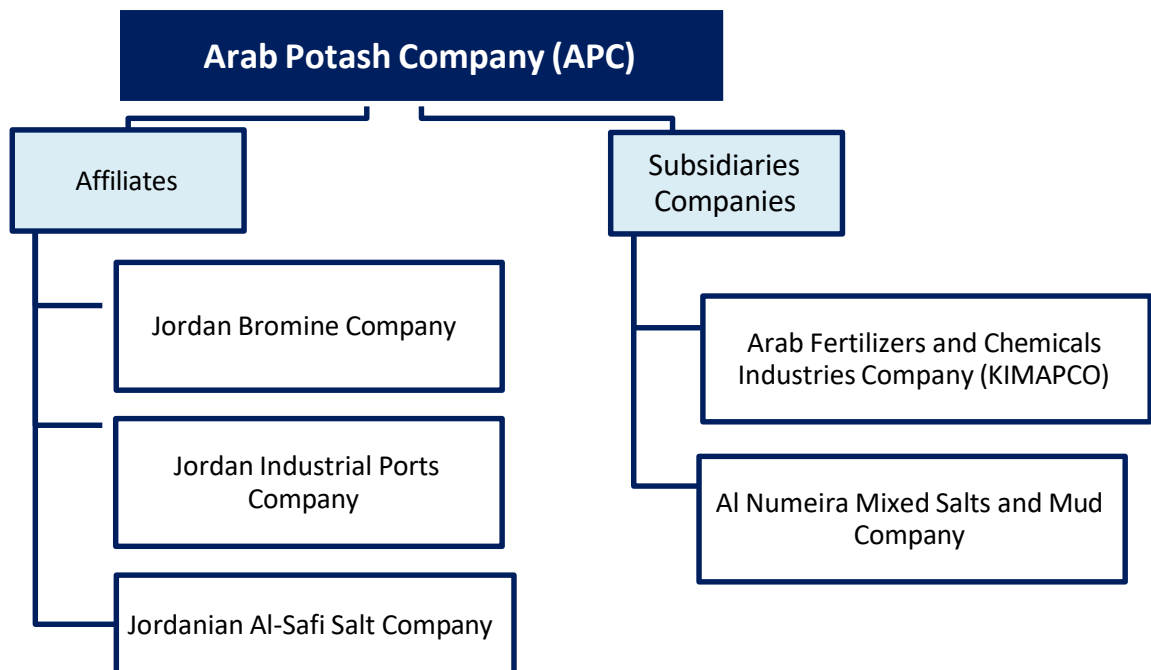 Arab Potash Company (APC)
Affiliates
Subsidiaries
Companies
Jordan Bromine Company
Jordan Industrial Ports
Company
Jordanian Al-Safi Salt Company
Arab Fertilizers and Chemicals
Industries Company (KIMAPCO)
Al Numeira Mixed Salts and Mud
Company